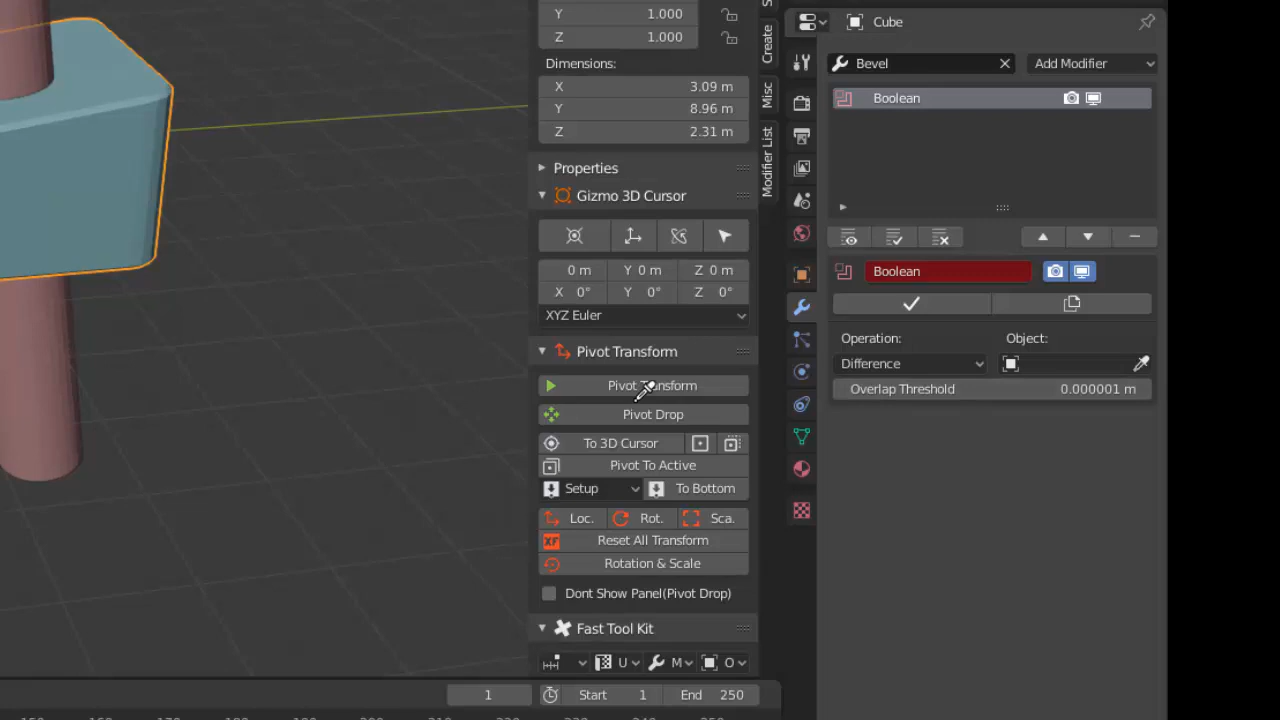 Y 1.000
Z 1.000
Dimensions:
X 3.09 m
Y 8.96 m
Z 2.31 m
Properties
Gizmo 3D Cursor
0 m Y 0 m Z 0 m
X 0° Y 0° Z 0°
XYZ Euler
Pivot Transform
Pivot Transform
Pivot Drop
To 3D Cursor
Pivot To Active
Setup To Bottom
Loc. Rot. Sca.
XF Reset All Transform
Rotation & Scale
Dont Show Panel(Pivot Drop)
Fast Tool Kit
U M O
1 Start 1 End 250
Create
Misc
Modifier List
Cube
Bevel Add Modifier
Boolean
Boolean
Operation: Object:
Difference
Overlap Threshold 0.000001 m